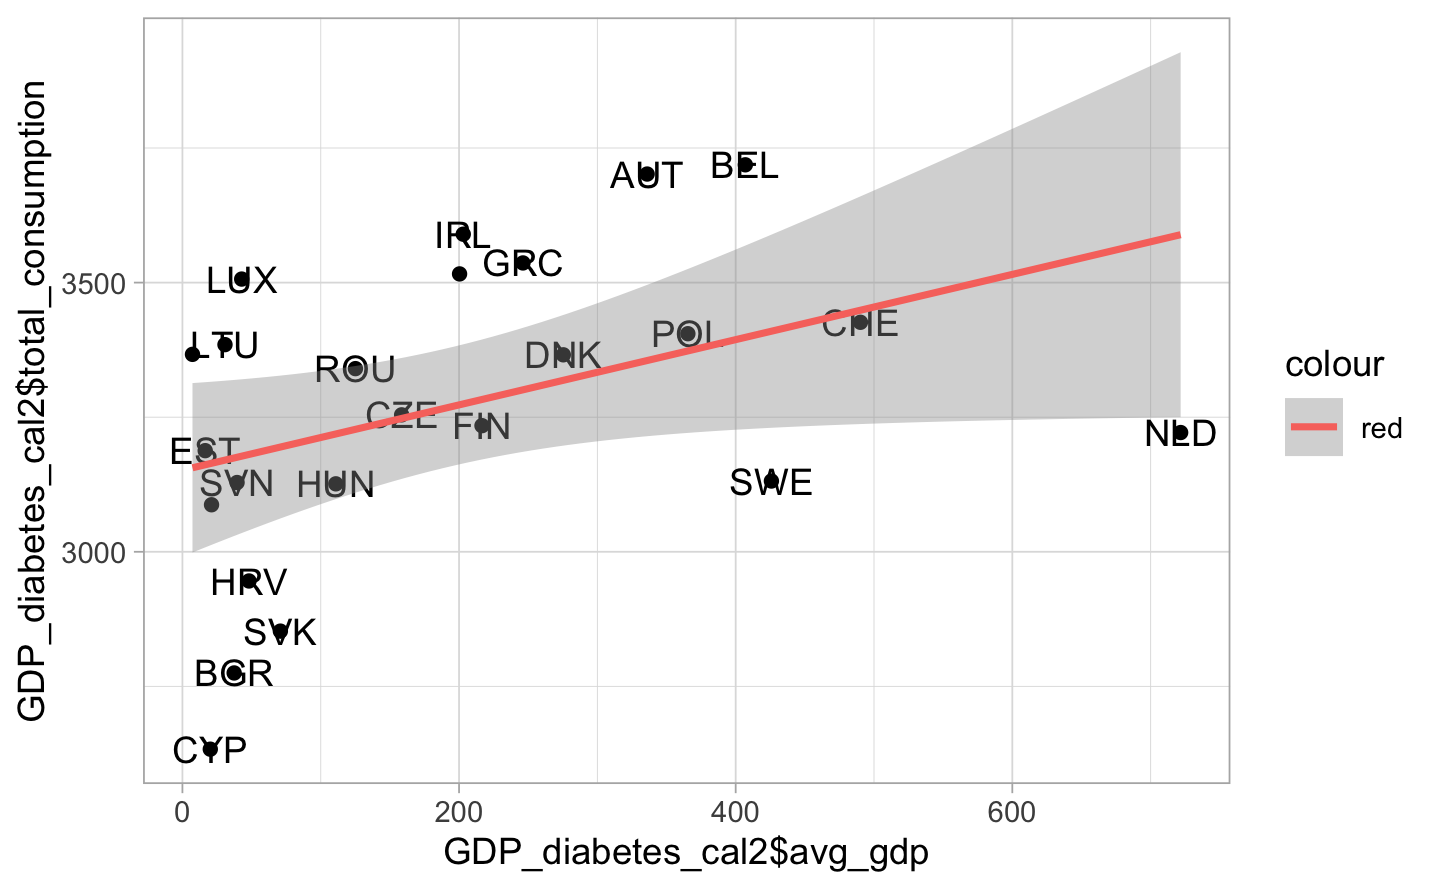 GDP_diabetes_cal2$total_consumption
3500
3000
AUT
BEL
IRL
GRC
LUX
LTU
ROU
DNK
POL
CHE
CZE
FIN
EST
SVN
HUN
NLD
SWE
HRV
SVK
BGR
CYP
0 200 400 600
GDP_diabetes_cal2$avg_gdp
colour
red